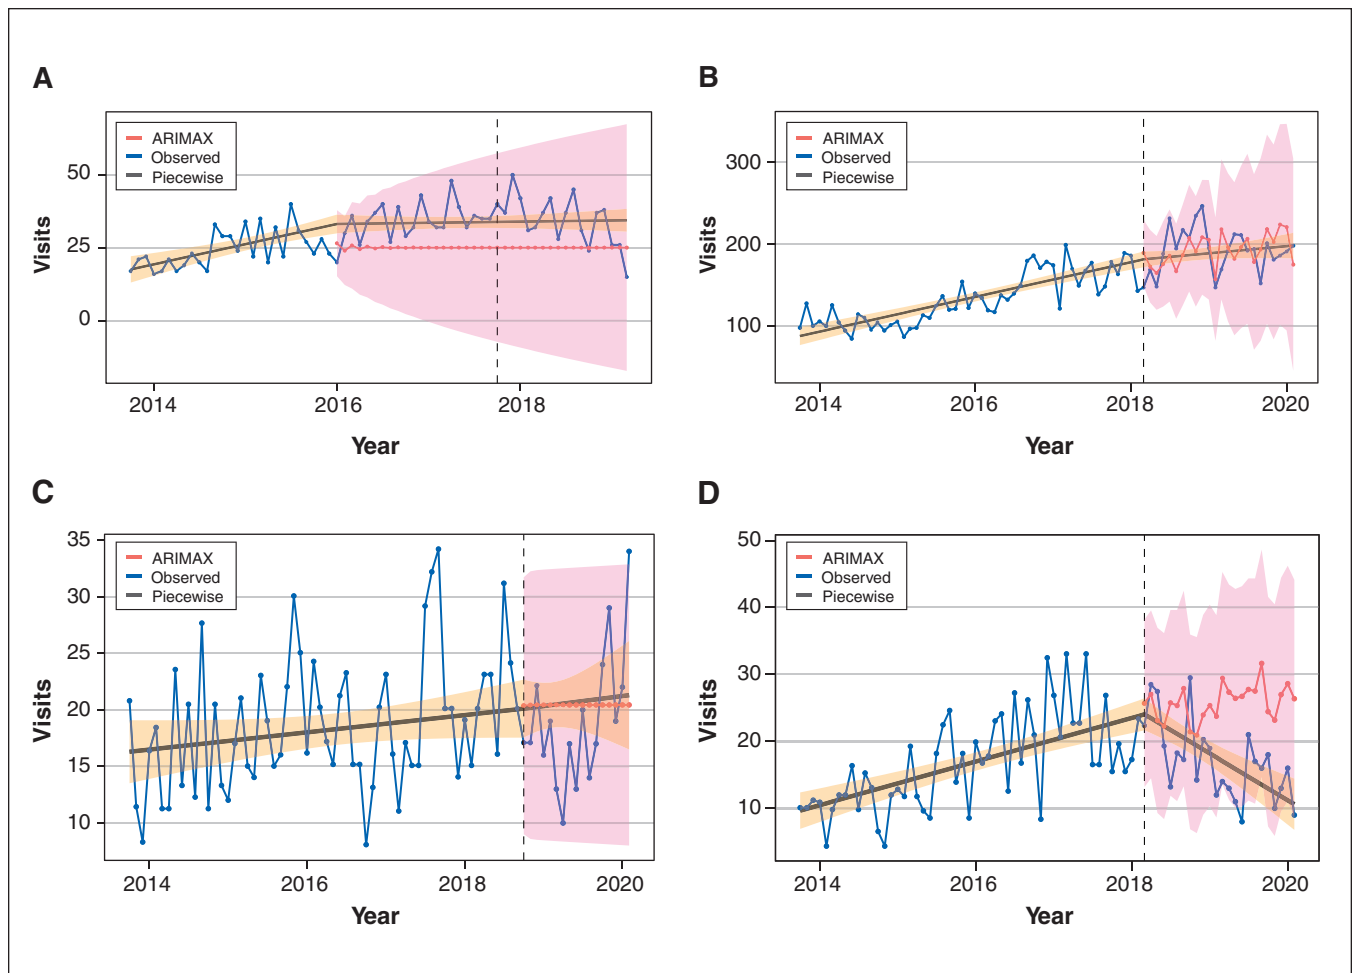 A
ARIMAX
Observed
Piecewise
50
25
0
Visits
2014 2016 2018
Year
B
ARIMAX
Observed
Piecewise
300
200
100
Visits
2014 2016 2018 2020
Year
C
ARIMAX
Observed
Piecewise
35
30
25
20
15
10
Visits
2014 2016 2018 2020
Year
D
ARIMAX
Observed
Piecewise
50
40
30
20
10
Visits
2014 2016 2018 2020
Year